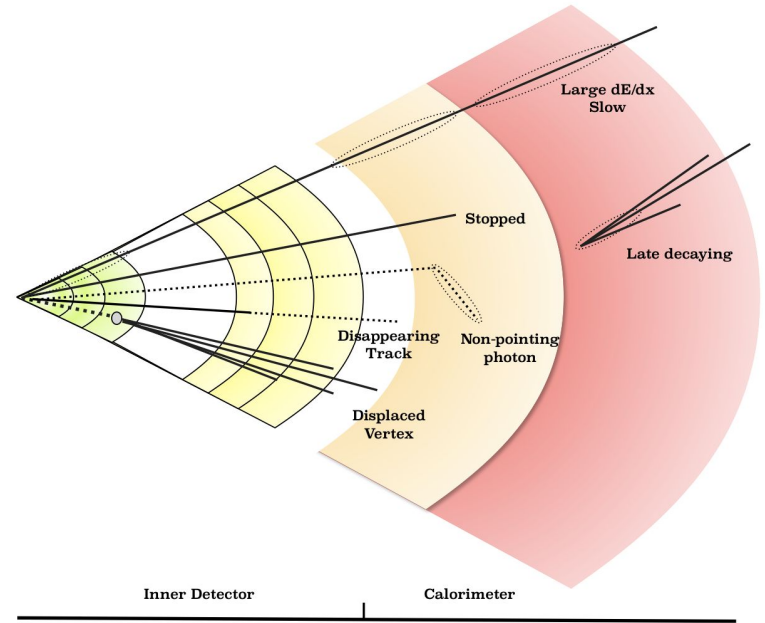 Large dE/dx
Slow
Stopped
Late decaying
Disappearing
Track
Non-pointing
photon
Displaced
Vertex
Inner Detector
Calorimeter